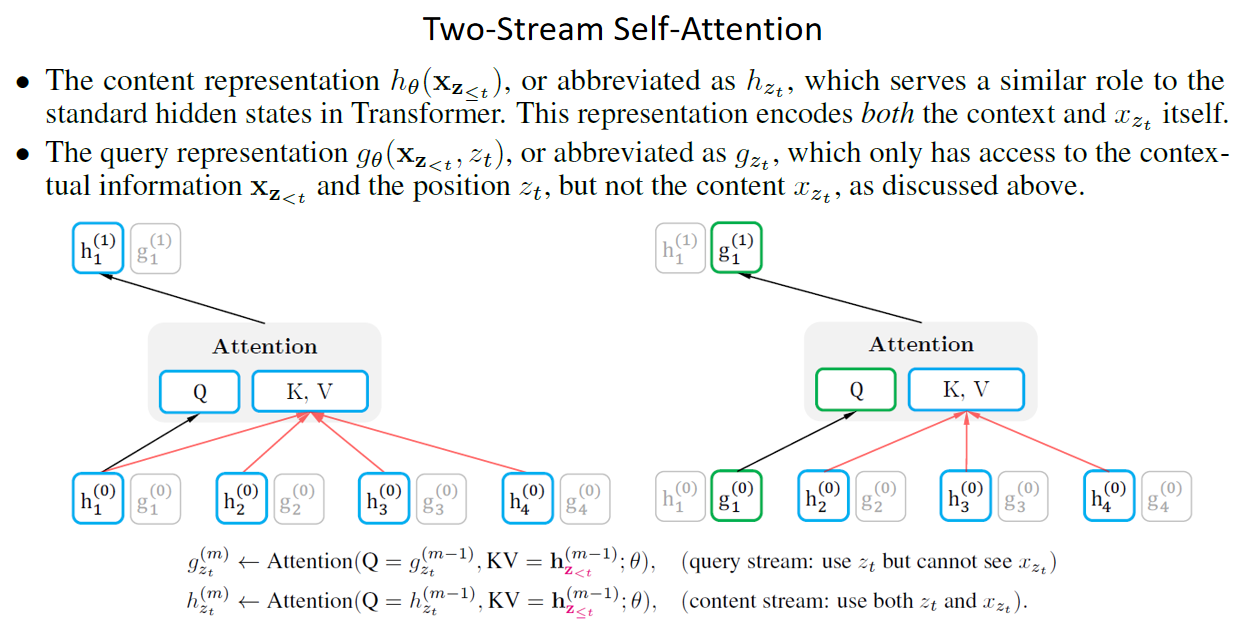 Two-Stream Self-Attention
• The content representation h_θ(x_{z≤t}), or abbreviated as h_{z_t}, which serves a similar role to the
standard hidden states in Transformer. This representation encodes both the context and x_{z_t} itself.
• The query representation g_θ(x_{z<t}, z_t), or abbreviated as g_{z_t}, which only has access to the contex-
tual information x_{z<t} and the position z_t, but not the content x_{z_t}, as discussed above.
h_1^{(1)} g_1^{(1)}
Attention
Q K, V
h_1^{(0)} g_1^{(0)} h_2^{(0)} g_2^{(0)} h_3^{(0)} g_3^{(0)} h_4^{(0)} g_4^{(0)}
h_1^{(1)} g_1^{(1)}
Attention
Q K, V
h_1^{(0)} g_1^{(0)} h_2^{(0)} g_2^{(0)} h_3^{(0)} g_3^{(0)} h_4^{(0)} g_4^{(0)}
g_{z_t}^{(m)} ← Attention(Q = g_{z_t}^{(m−1)}, KV = h_{z<t}^{(m−1)}; θ), (query stream: use z_t but cannot see x_{z_t})
h_{z_t}^{(m)} ← Attention(Q = h_{z_t}^{(m−1)}, KV = h_{z≤t}^{(m−1)}; θ), (content stream: use both z_t and x_{z_t}).